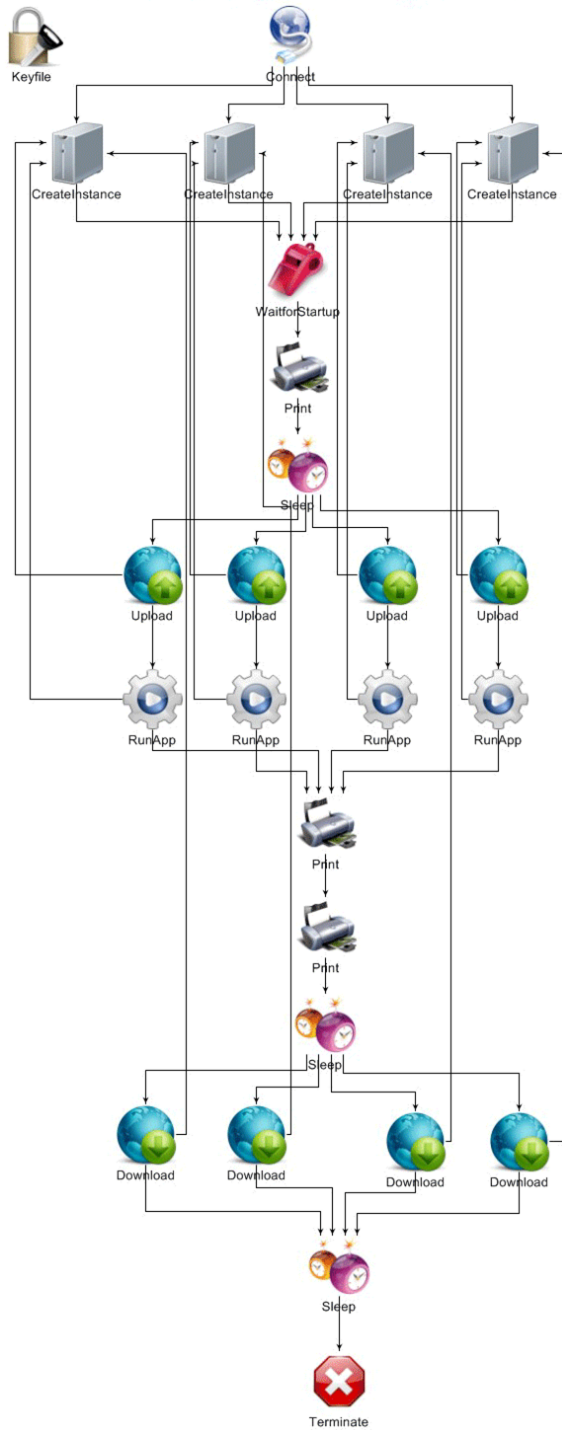 Keyfile
Connect
CreateInstance
CreateInstance
CreateInstance
CreateInstance
WaitforStartup
Print
Sleep
Upload
Upload
Upload
Upload
RunApp
RunApp
RunApp
RunApp
Print
Print
Sleep
Download
Download
Download
Download
Sleep
Terminate